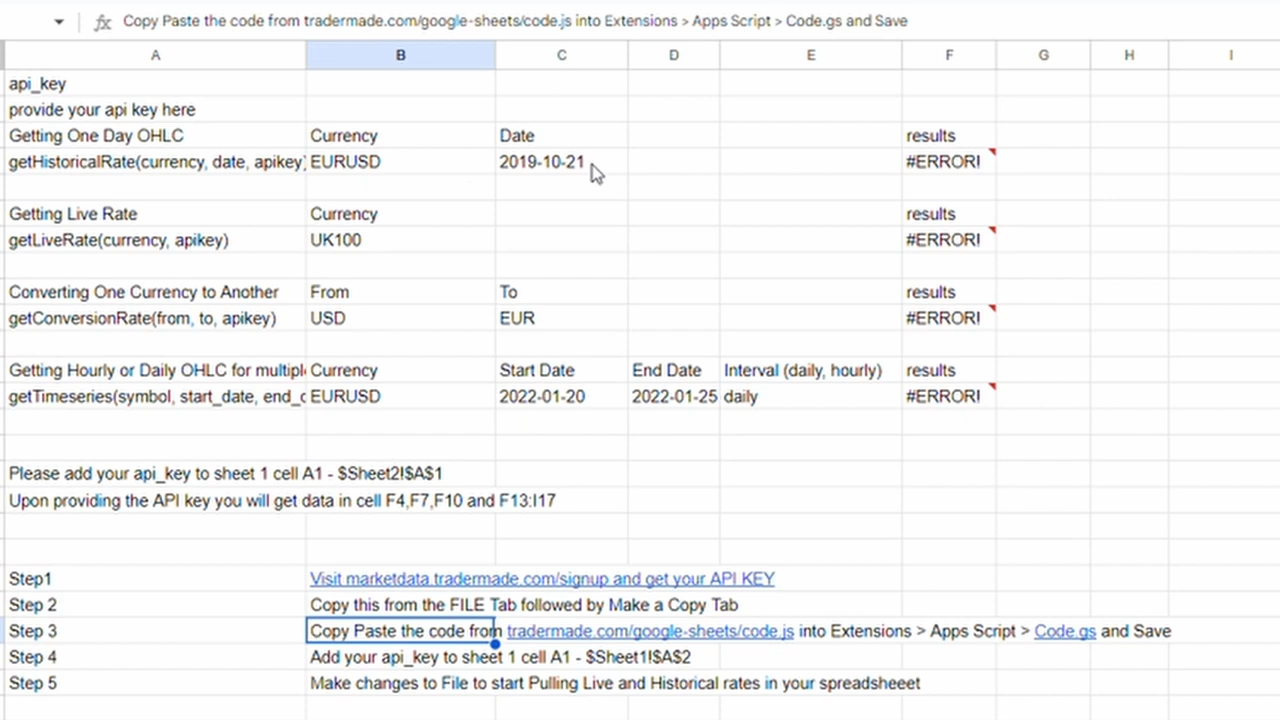 fx Copy Paste the code from tradermade.com/google-sheets/code.js into Extensions > Apps Script > Code.gs and Save
A B C D E F G H I
api_key
provide your api key here
Getting One Day OHLC Currency Date results
getHistoricalRate(currency, date, apikey) EURUSD 2019-10-21 #ERROR!
Getting Live Rate Currency results
getLiveRate(currency, apikey) UK100 #ERROR!
Converting One Currency to Another From To results
getConversionRate(from, to, apikey) USD EUR #ERROR!
Getting Hourly or Daily OHLC for multipl Currency Start Date End Date Interval (daily, hourly) results
getTimeseries(symbol, start_date, end_ EURUSD 2022-01-20 2022-01-25 daily #ERROR!
Please add your api_key to sheet 1 cell A1 - $Sheet2!$A$1
Upon providing the API key you will get data in cell F4,F7,F10 and F13:I17
Step1 Visit marketdata.tradermade.com/signup and get your API KEY
Step 2 Copy this from the FILE Tab followed by Make a Copy Tab
Step 3 Copy Paste the code from tradermade.com/google-sheets/code.js into Extensions > Apps Script > Code.gs and Save
Step 4 Add your api_key to sheet 1 cell A1 - $Sheet1!$A$2
Step 5 Make changes to File to start Pulling Live and Historical rates in your spreadsheeet